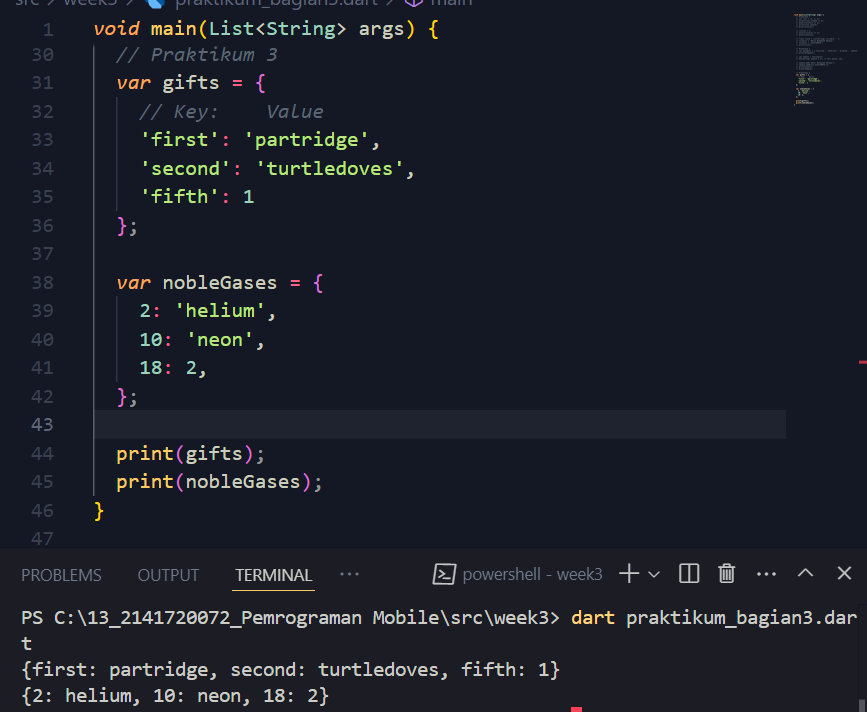 src > week3 > praktikum_bagian3.dart > main
1 void main(List<String> args) {
30 // Praktikum 3
31 var gifts = {
32 // Key: Value
33 'first': 'partridge',
34 'second': 'turtledoves',
35 'fifth': 1
36 };
37
38 var nobleGases = {
39 2: 'helium',
40 10: 'neon',
41 18: 2,
42 };
43
44 print(gifts);
45 print(nobleGases);
46 }
47
PROBLEMS OUTPUT TERMINAL ··· powershell - week3
PS C:\13_2141720072_Pemrograman Mobile\src\week3> dart praktikum_bagian3.dar
t
{first: partridge, second: turtledoves, fifth: 1}
{2: helium, 10: neon, 18: 2}